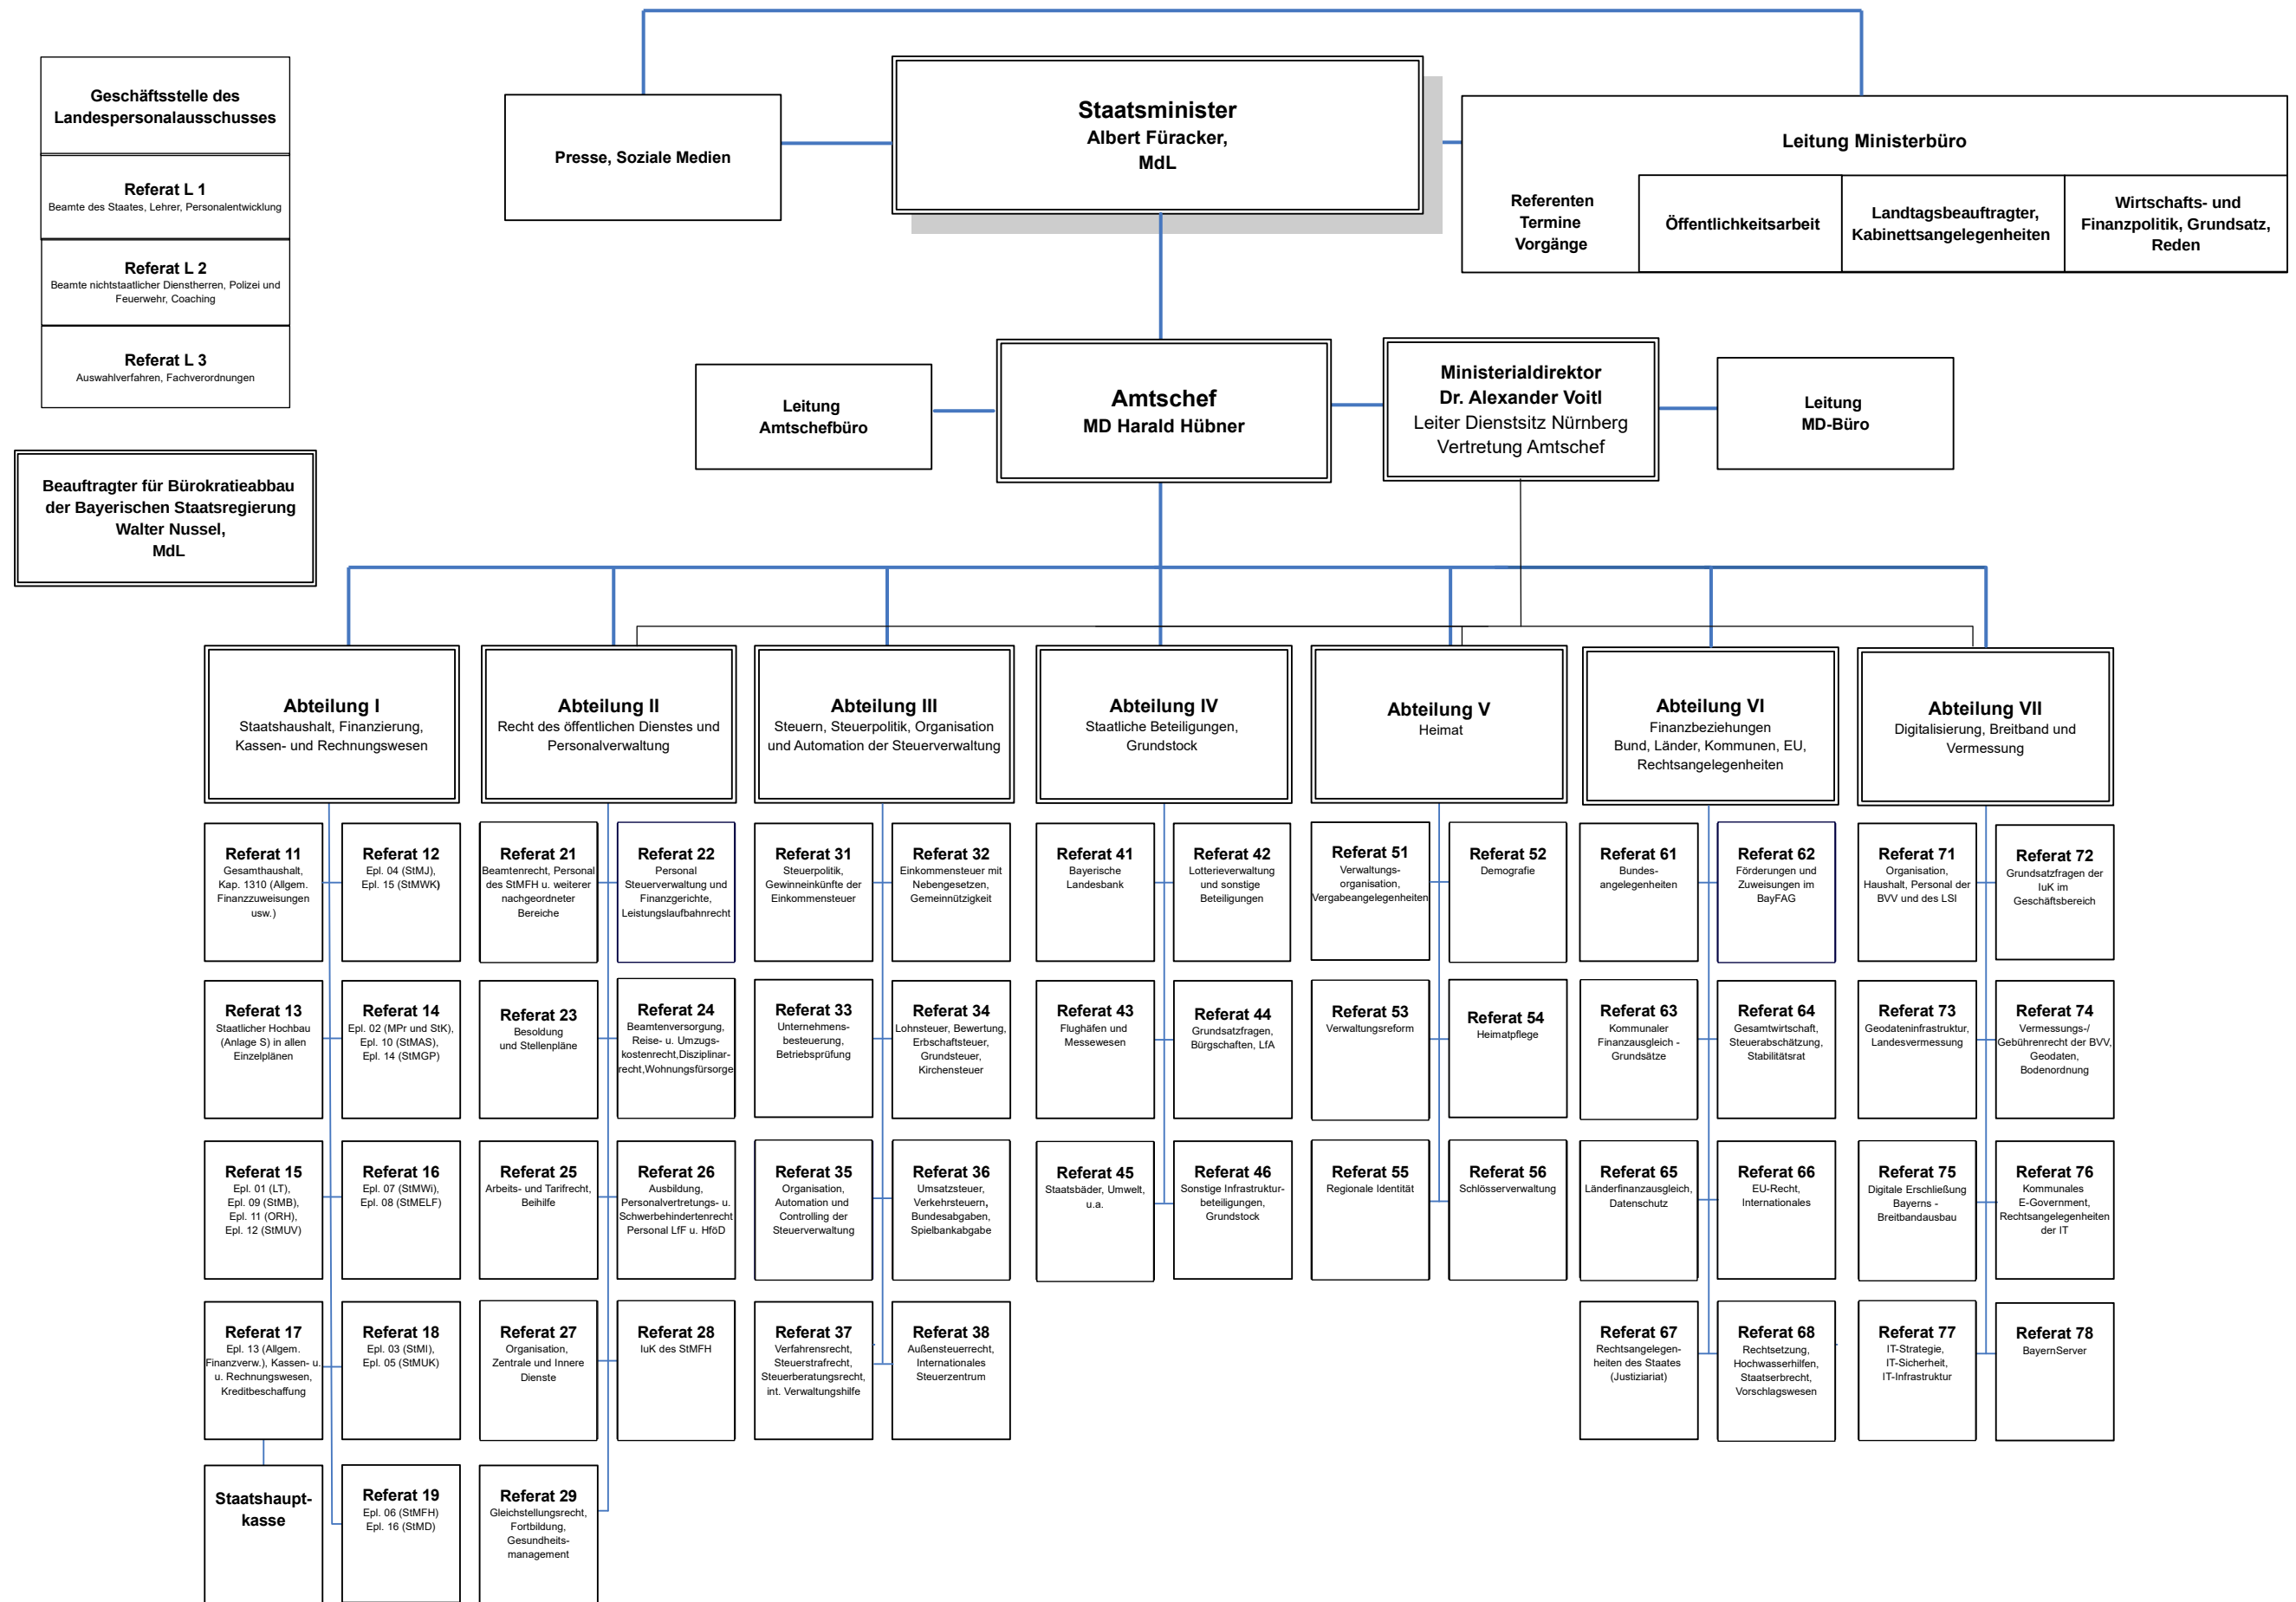 Geschäftsstelle des
Landespersonalausschusses
Referat L 1
Beamte des Staates, Lehrer, Personalentwicklung
Referat L 2
Beamte nichtstaatlicher Dienstherren, Polizei und
Feuerwehr, Coaching
Referat L 3
Auswahlverfahren, Fachverordnungen
Beauftragter für Bürokratieabbau
der Bayerischen Staatsregierung
Walter Nussel,
MdL
Presse, Soziale Medien
Staatsminister
Albert Füracker,
MdL
Leitung Ministerbüro
Referenten
Termine
Vorgänge
Öffentlichkeitsarbeit
Landtagsbeauftragter,
Kabinettsangelegenheiten
Wirtschafts- und
Finanzpolitik, Grundsatz,
Reden
Leitung
Amtschefbüro
Amtschef
MD Harald Hübner
Ministerialdirektor
Dr. Alexander Voitl
Leiter Dienstsitz Nürnberg
Vertretung Amtschef
Leitung
MD-Büro
Abteilung I
Staatshaushalt, Finanzierung,
Kassen- und Rechnungswesen
Abteilung II
Recht des öffentlichen Dienstes und
Personalverwaltung
Abteilung III
Steuern, Steuerpolitik, Organisation
und Automation der Steuerverwaltung
Abteilung IV
Staatliche Beteiligungen,
Grundstock
Abteilung V
Heimat
Abteilung VI
Finanzbeziehungen
Bund, Länder, Kommunen, EU,
Rechtsangelegenheiten
Abteilung VII
Digitalisierung, Breitband und
Vermessung
Referat 11
Gesamthaushalt,
Kap. 1310 (Allgem.
Finanzzuweisungen
usw.)
Referat 12
Epl. 04 (StMJ),
Epl. 15 (StMWK)
Referat 21
Beamtenrecht, Personal
des StMFH u. weiterer
nachgeordneter
Bereiche
Referat 22
Personal
Steuerverwaltung und
Finanzgerichte,
Leistungslaufbahnrecht
Referat 31
Steuerpolitik,
Gewinneinkünfte der
Einkommensteuer
Referat 32
Einkommensteuer mit
Nebengesetzen,
Gemeinnützigkeit
Referat 41
Bayerische
Landesbank
Referat 42
Lotterieverwaltung
und sonstige
Beteiligungen
Referat 51
Verwaltungs-
organisation,
Vergabeangelegenheiten
Referat 52
Demografie
Referat 61
Bundes-
angelegenheiten
Referat 62
Förderungen und
Zuweisungen im
BayFAG
Referat 71
Organisation,
Haushalt, Personal der
BVV und des LSI
Referat 72
Grundsatzfragen der
IuK im
Geschäftsbereich
Referat 13
Staatlicher Hochbau
(Anlage S) in allen
Einzelplänen
Referat 14
Epl. 02 (MPr und StK),
Epl. 10 (StMAS),
Epl. 14 (StMGP)
Referat 23
Besoldung
und Stellenpläne
Referat 24
Beamtenversorgung,
Reise- u. Umzugs-
kostenrecht,Disziplinar-
recht,Wohnungsfürsorge
Referat 33
Unternehmens-
besteuerung,
Betriebsprüfung
Referat 34
Lohnsteuer, Bewertung,
Erbschaftsteuer,
Grundsteuer,
Kirchensteuer
Referat 43
Flughäfen und
Messewesen
Referat 44
Grundsatzfragen,
Bürgschaften, LfA
Referat 53
Verwaltungsreform
Referat 54
Heimatpflege
Referat 63
Kommunaler
Finanzausgleich -
Grundsätze
Referat 64
Gesamtwirtschaft,
Steuerabschätzung,
Stabilitätsrat
Referat 73
Geodateninfrastruktur,
Landesvermessung
Referat 74
Vermessungs-/
Gebührenrecht der BVV,
Geodaten,
Bodenordnung
Referat 15
Epl. 01 (LT),
Epl. 09 (StMB),
Epl. 11 (ORH),
Epl. 12 (StMUV)
Referat 16
Epl. 07 (StMWi)
Epl. 08 (StMELF)
Referat 25
Arbeits- und Tarifrecht,
Beihilfe
Referat 26
Ausbildung,
Personalvertretungs- u.
Schwerbehindertenrecht
Personal LfF u. HföD
Referat 35
Organisation,
Automation und
Controlling der
Steuerverwaltung
Referat 36
Umsatzsteuer,
Verkehrsteuern,
Bundesabgaben,
Spielbankabgabe
Referat 45
Staatsbäder, Umwelt,
u.a.
Referat 46
Sonstige Infrastruktur-
beteiligungen,
Grundstock
Referat 55
Regionale Identität
Referat 56
Schlösserverwaltung
Referat 65
Länderfinanzausgleich,
Datenschutz
Referat 66
EU-Recht,
Internationales
Referat 75
Digitale Erschließung
Bayerns -
Breitbandausbau
Referat 76
Kommunales
E-Government,
Rechtsangelegenheiten
der IT
Referat 17
Epl. 13 (Allgem.
Finanzverw.), Kassen- u.
u. Rechnungswesen,
Kreditbeschaffung
Referat 18
Epl. 03 (StMI),
Epl. 05 (StMUK)
Referat 27
Organisation,
Zentrale und Innere
Dienste
Referat 28
IuK des StMFH
Referat 37
Verfahrensrecht,
Steuerstrafrecht,
Steuerberatungsrecht,
int. Verwaltungshilfe
Referat 38
Außensteuerrecht,
Internationales
Steuerzentrum
Referat 67
Rechtsangelegen-
heiten des Staates
(Justiziariat)
Referat 68
Rechtsetzung,
Hochwasserhilfen,
Staatserbrecht,
Vorschlagswesen
Referat 77
IT-Strategie,
IT-Sicherheit,
IT-Infrastruktur
Referat 78
BayernServer
Staatshaupt-
kasse
Referat 19
Epl. 06 (StMFH)
Epl. 16 (StMD)
Referat 29
Gleichstellungsrecht,
Fortbildung,
Gesundheits-
management